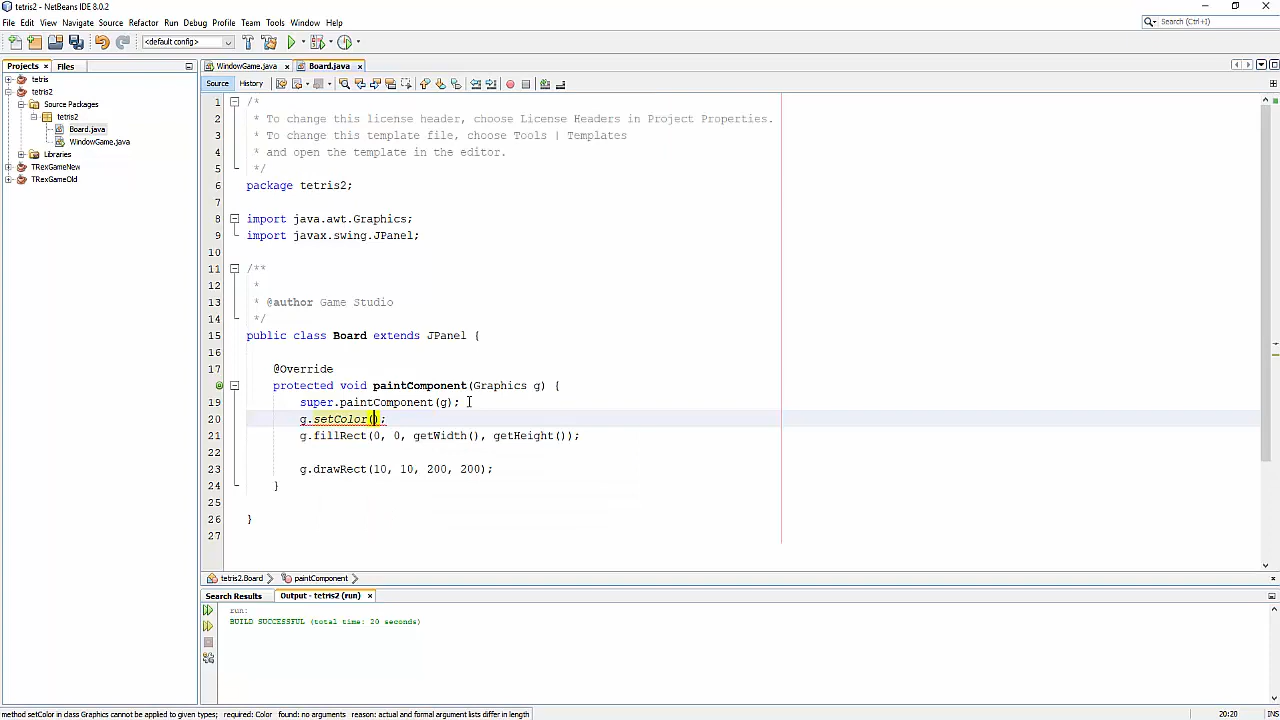 tetris2 - NetBeans IDE 8.0.2
File Edit View Navigate Source Refactor Run Debug Profile Team Tools Window Help
Search (Ctrl+I)
<default config>
Projects
Files
WindowGame.java
Board.java
Source
History
tetris
tetris2
Source Packages
tetris2
Board.java
WindowGame.java
Libraries
TRexGameNew
TRexGameOld
1 /*
2 * To change this license header, choose License Headers in Project Properties.
3 * To change this template file, choose Tools | Templates
4 * and open the template in the editor.
5 */
6 package tetris2;
7
8 import java.awt.Graphics;
9 import javax.swing.JPanel;
10
11 /**
12 *
13 * @author Game Studio
14 */
15 public class Board extends JPanel {
16
17 @Override
18 protected void paintComponent(Graphics g) {
19 super.paintComponent(g);
20 g.setColor();
21 g.fillRect(0, 0, getWidth(), getHeight());
22
23 g.drawRect(10, 10, 200, 200);
24 }
25
26 }
27
tetris2.Board
paintComponent
Search Results
Output - tetris2 (run)
run:
BUILD SUCCESSFUL (total time: 20 seconds)
method setColor in class Graphics cannot be applied to given types; required: Color found: no arguments reason: actual and formal argument lists differ in length
20:20
INS